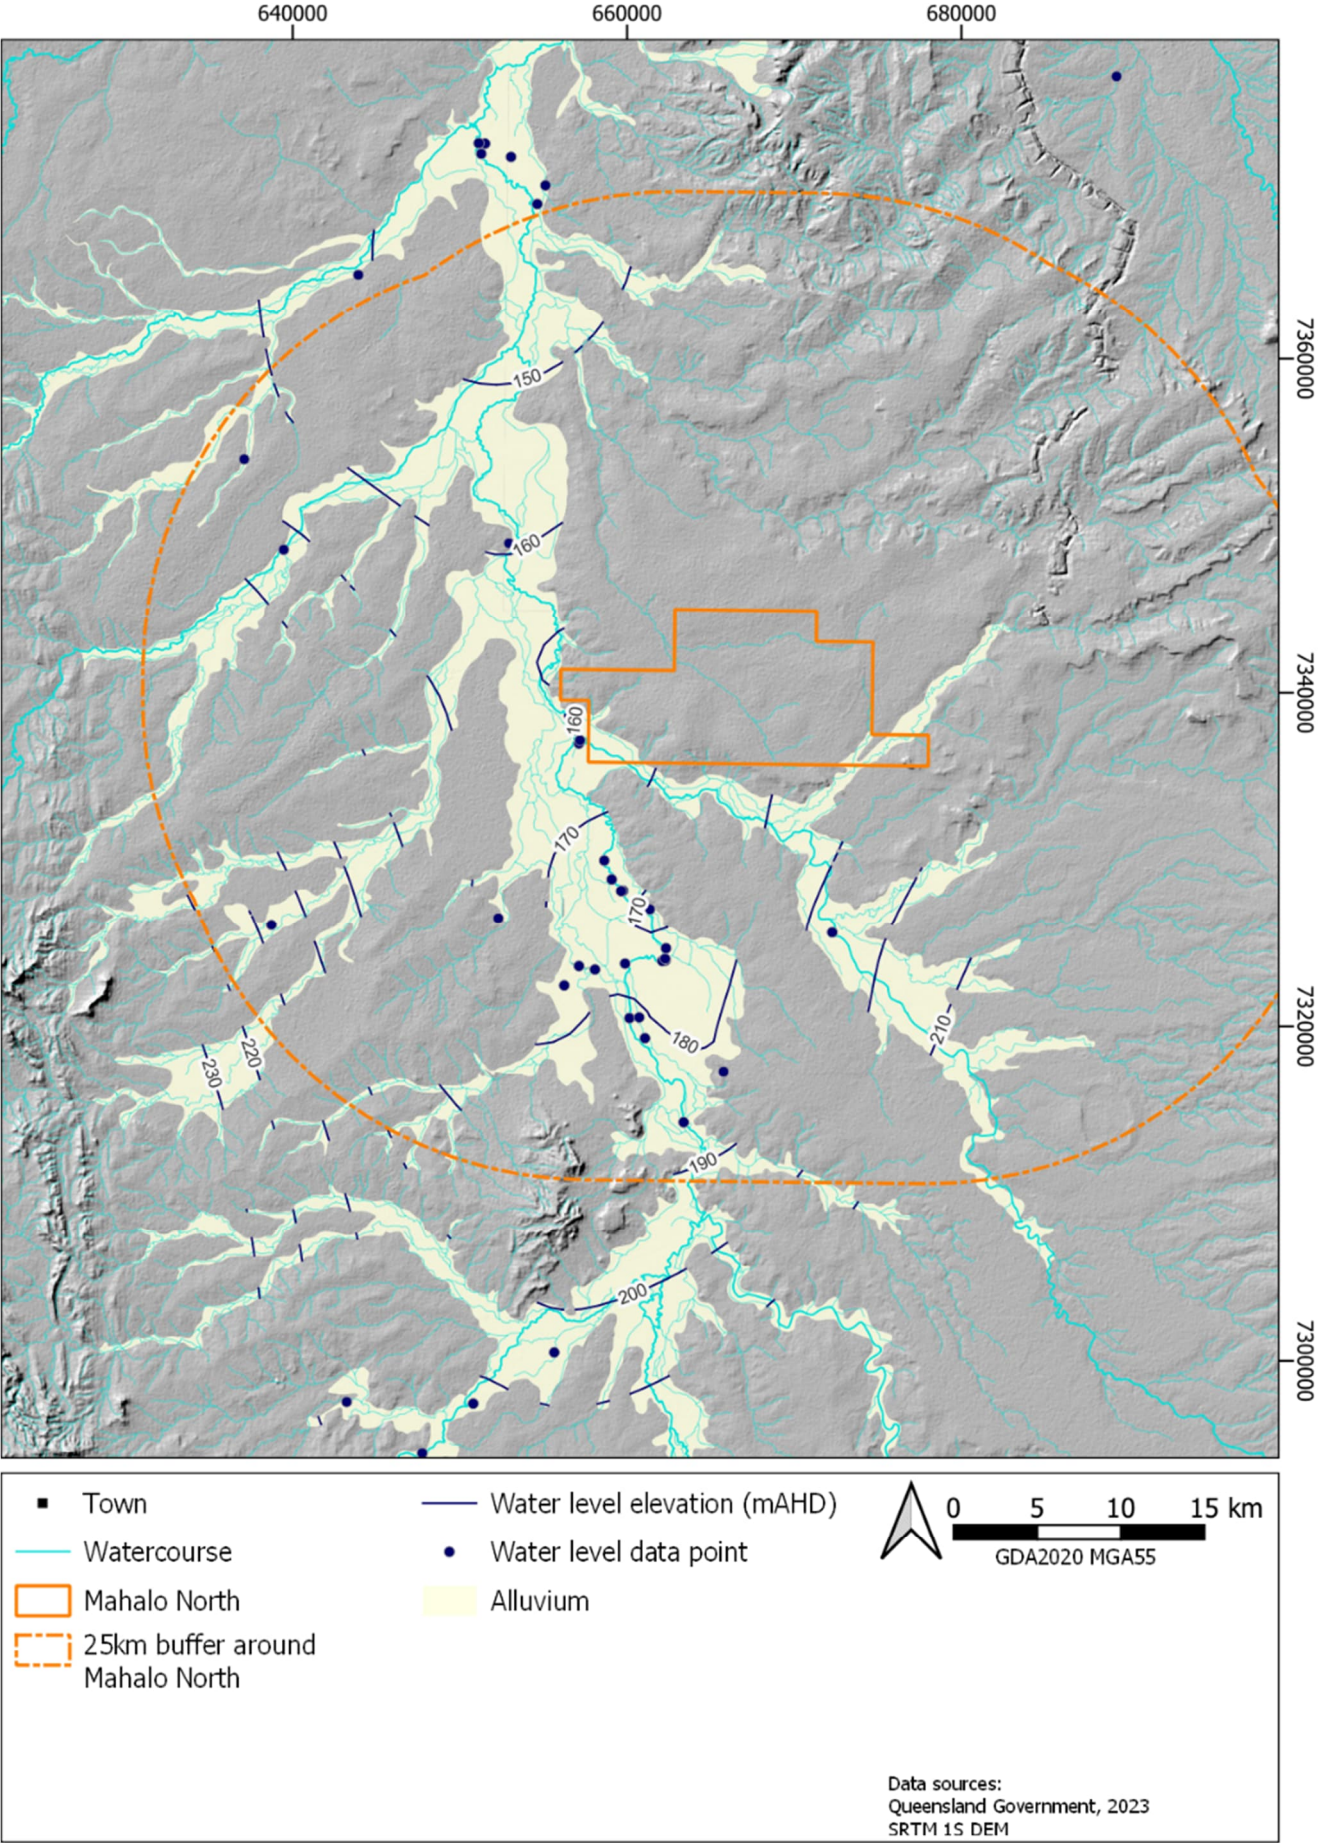 640000 660000 680000
7360000
7340000
7320000
7300000
150
160
160
170
170
180
190
200
210
220
230
Town
Watercourse
Mahalo North
25km buffer around
Mahalo North
Water level elevation (mAHD)
Water level data point
Alluvium
0 5 10 15 km
GDA2020 MGA55
Data sources:
Queensland Government, 2023
SRTM 1S DEM